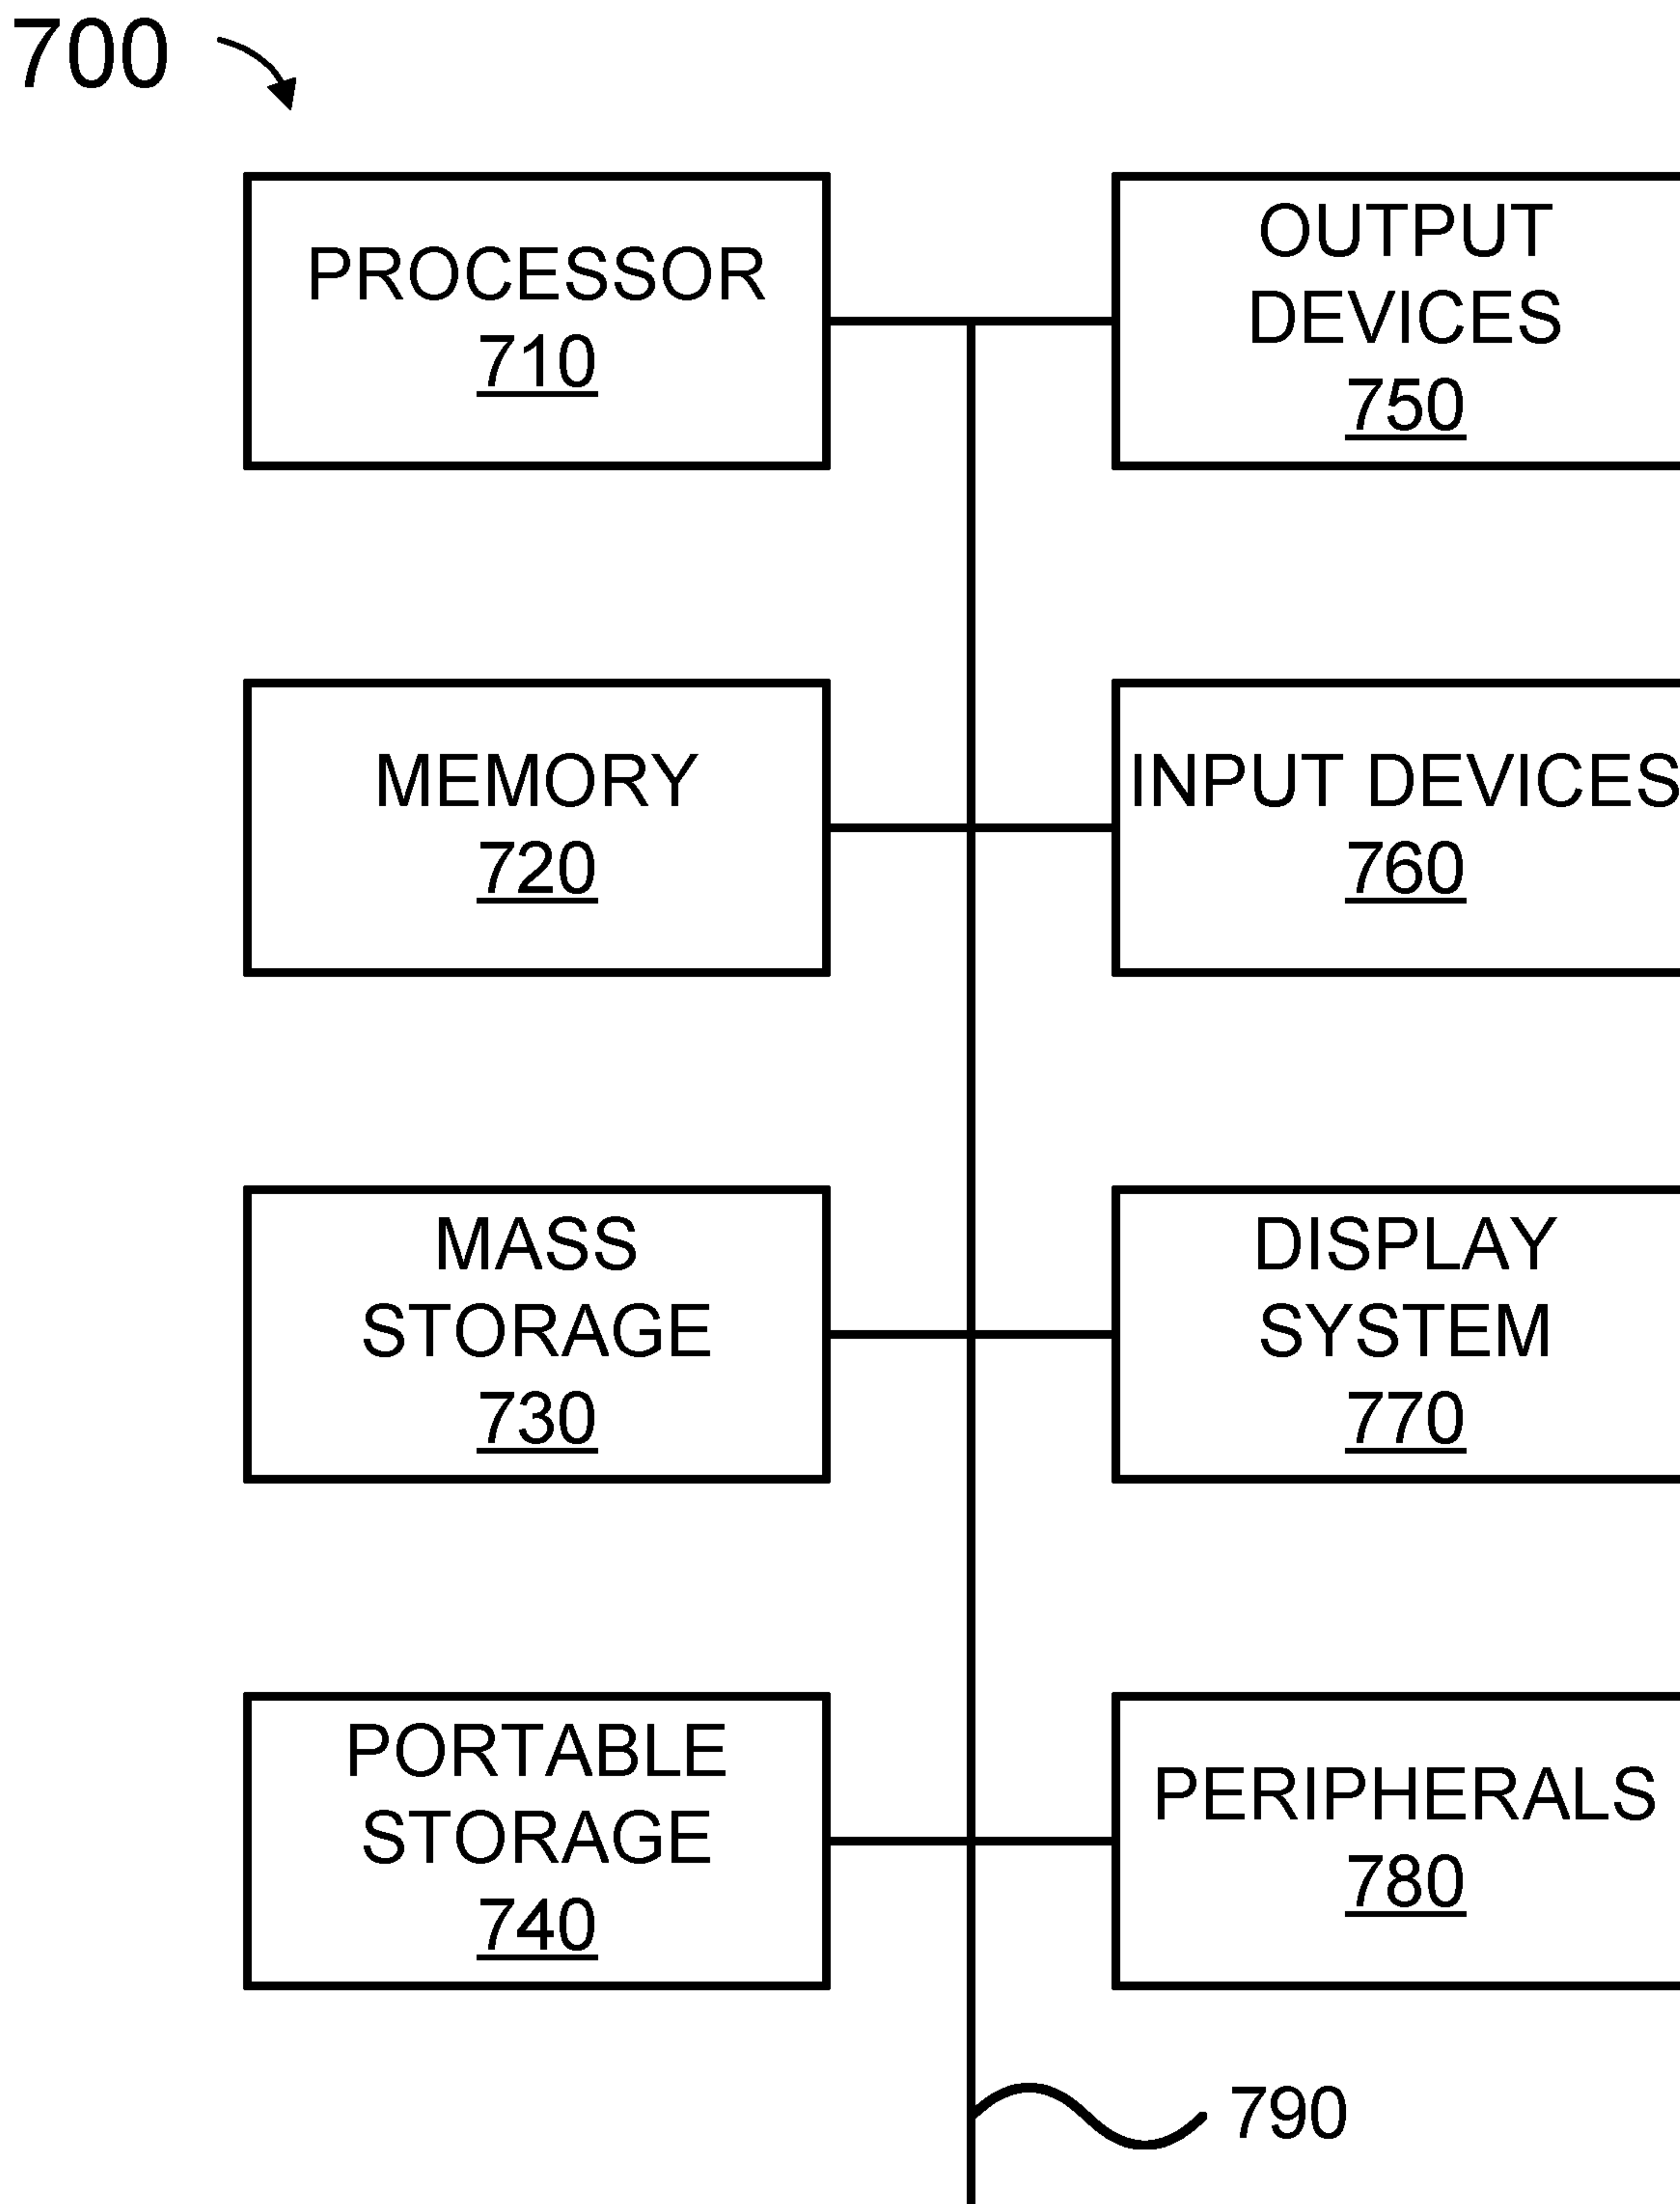 700
PROCESSOR
710
OUTPUT
DEVICES
750
MEMORY
720
INPUT DEVICES
760
MASS
STORAGE
730
DISPLAY
SYSTEM
770
PORTABLE
STORAGE
740
PERIPHERALS
780
790